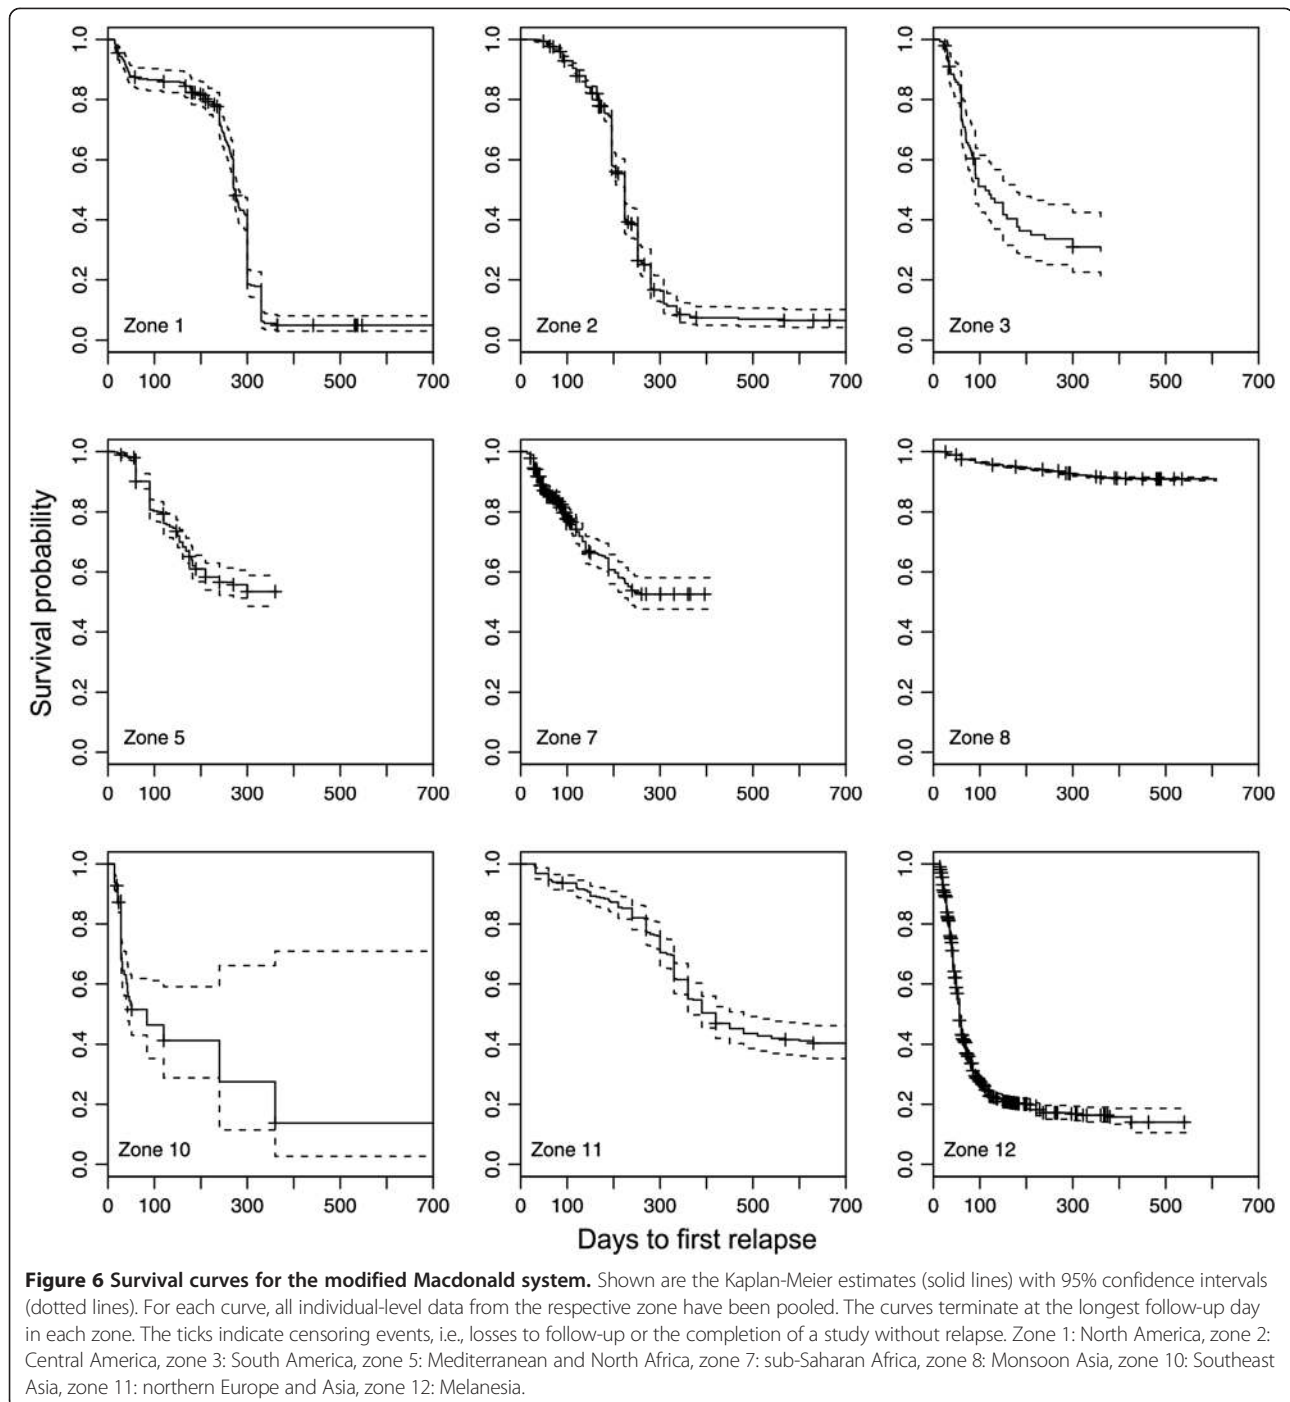 1.0
0.8
0.6
0.4
0.2
0.0
Zone 1
0 100 300 500 700
1.0
0.8
0.6
0.4
0.2
0.0
Zone 2
0 100 300 500 700
1.0
0.8
0.6
0.4
0.2
0.0
Zone 3
0 100 300 500 700
Survival probability
1.0
0.8
0.6
0.4
0.2
0.0
Zone 5
0 100 300 500 700
1.0
0.8
0.6
0.4
0.2
0.0
Zone 7
0 100 300 500 700
1.0
0.8
0.6
0.4
0.2
0.0
Zone 8
0 100 300 500 700
1.0
0.8
0.6
0.4
0.2
0.0
Zone 10
0 100 300 500 700
1.0
0.8
0.6
0.4
0.2
0.0
Zone 11
0 100 300 500 700
1.0
0.8
0.6
0.4
0.2
0.0
Zone 12
0 100 300 500 700
Days to first relapse
Figure 6 Survival curves for the modified Macdonald system. Shown are the Kaplan-Meier estimates (solid lines) with 95% confidence intervals
(dotted lines). For each curve, all individual-level data from the respective zone have been pooled. The curves terminate at the longest follow-up day
in each zone. The ticks indicate censoring events, i.e., losses to follow-up or the completion of a study without relapse. Zone 1: North America, zone 2:
Central America, zone 3: South America, zone 5: Mediterranean and North Africa, zone 7: sub-Saharan Africa, zone 8: Monsoon Asia, zone 10: Southeast
Asia, zone 11: northern Europe and Asia, zone 12: Melanesia.